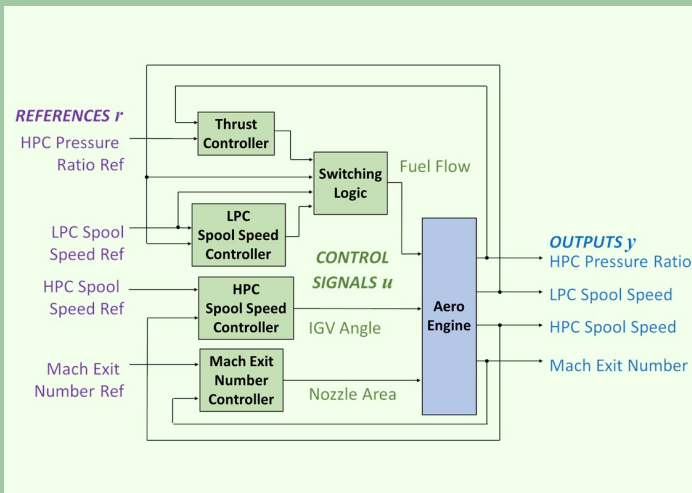 REFERENCES r
HPC Pressure
Ratio Ref
LPC Spool
Speed Ref
HPC Spool
Speed Ref
Mach Exit
Number Ref
Thrust
Controller
Switching
Logic
LPC
Spool Speed
Controller
HPC
Spool Speed
Controller
Mach Exit
Number
Controller
Fuel Flow
CONTROL
SIGNALS u
IGV Angle
Nozzle Area
Aero
Engine
OUTPUTS y
HPC Pressure Ratio
LPC Spool Speed
HPC Spool Speed
Mach Exit Number